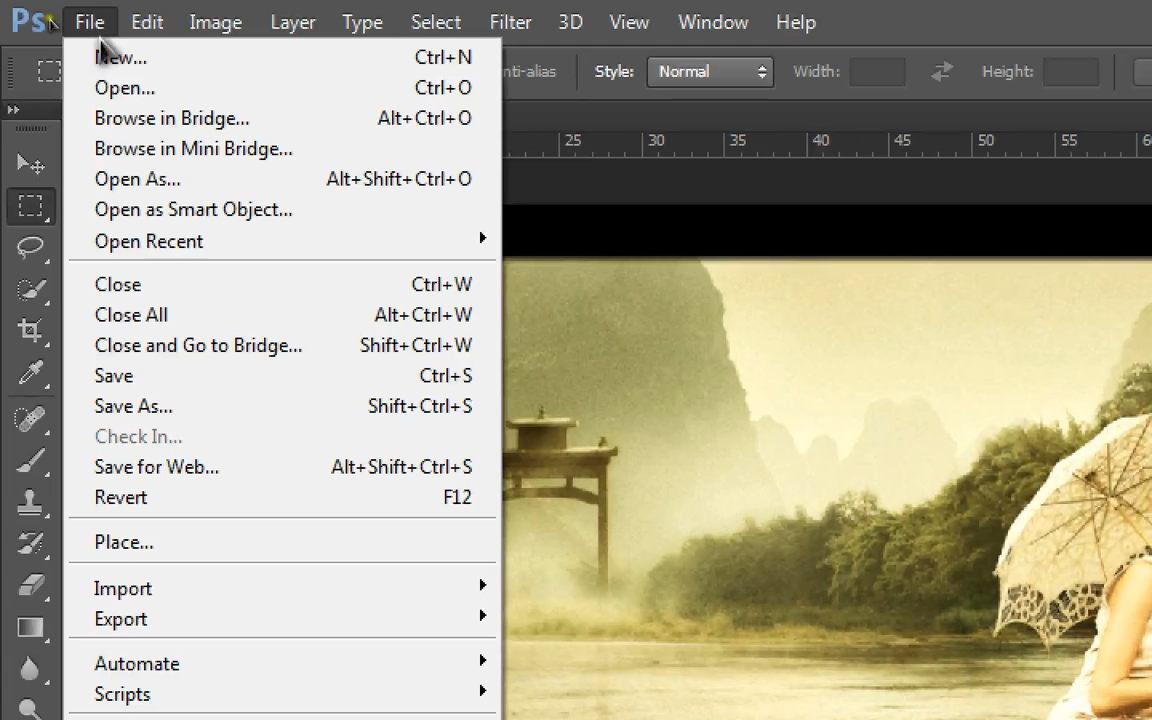 Ps File Edit Image Layer Type Select Filter 3D View Window Help
nti-alias Style: Normal Width: Height:
25 30 35 40 45 50 55
New... Ctrl+N
Open... Ctrl+O
Browse in Bridge... Alt+Ctrl+O
Browse in Mini Bridge...
Open As... Alt+Shift+Ctrl+O
Open as Smart Object...
Open Recent
Close Ctrl+W
Close All Alt+Ctrl+W
Close and Go to Bridge... Shift+Ctrl+W
Save Ctrl+S
Save As... Shift+Ctrl+S
Check In...
Save for Web... Alt+Shift+Ctrl+S
Revert F12
Place...
Import
Export
Automate
Scripts